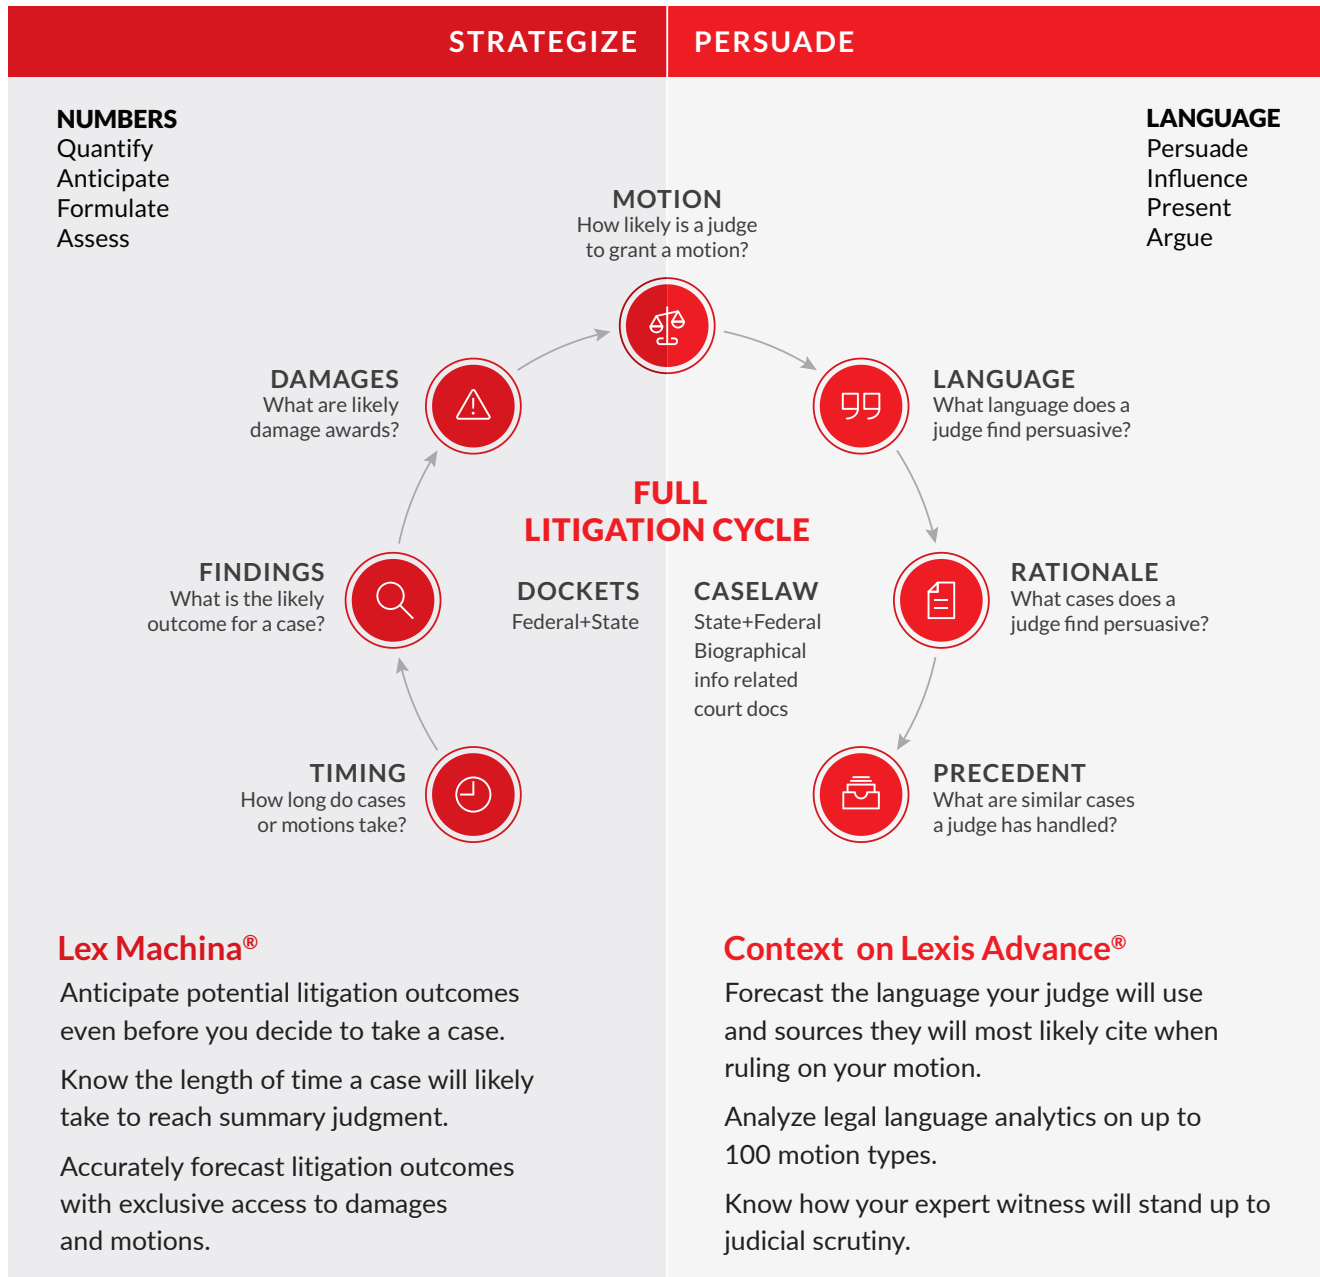 STRATEGIZE
PERSUADE
NUMBERS
Quantify
Anticipate
Formulate
Assess
LANGUAGE
Persuade
Influence
Present
Argue
MOTION
How likely is a judge
to grant a motion?
DAMAGES
What are likely
damage awards?
LANGUAGE
What language does a
judge find persuasive?
FULL
LITIGATION CYCLE
FINDINGS
What is the likely
outcome for a case?
DOCKETS
Federal+State
CASELAW
State+Federal
Biographical
info related
court docs
RATIONALE
What cases does a
judge find persuasive?
TIMING
How long do cases
or motions take?
PRECEDENT
What are similar cases
a judge has handled?
Lex Machina®
Anticipate potential litigation outcomes
even before you decide to take a case.
Know the length of time a case will likely
take to reach summary judgment.
Accurately forecast litigation outcomes
with exclusive access to damages
and motions.
Context on Lexis Advance®
Forecast the language your judge will use
and sources they will most likely cite when
ruling on your motion.
Analyze legal language analytics on up to
100 motion types.
Know how your expert witness will stand up to
judicial scrutiny.